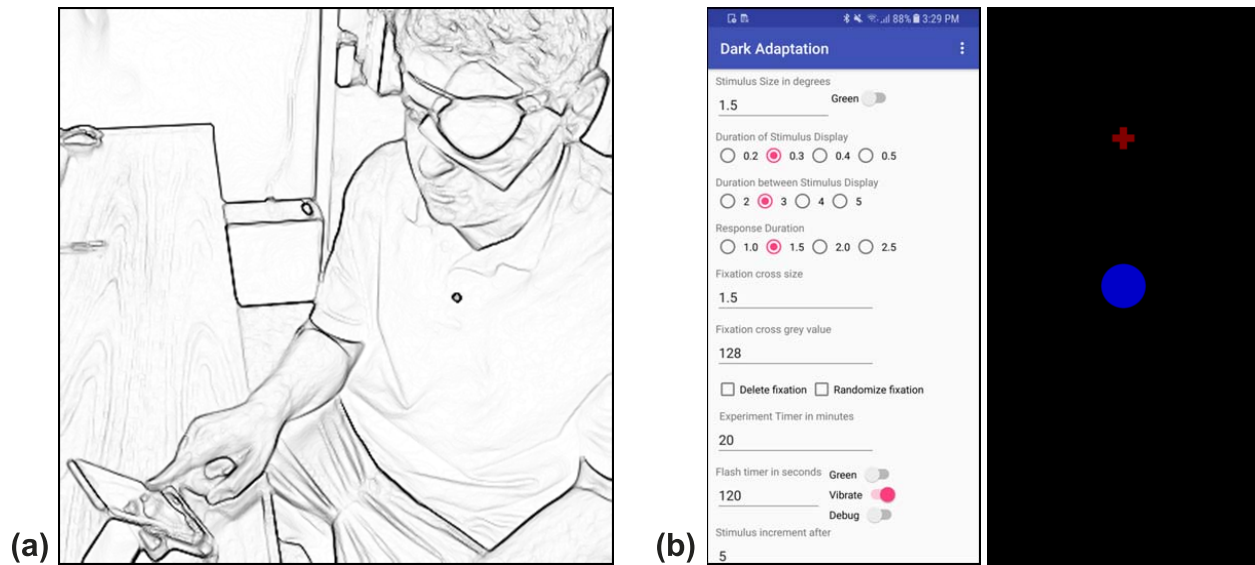 (a)
(b)
88% 3:29 PM
Dark Adaptation
Stimulus Size in degrees
1.5 Green
Duration of Stimulus Display
0.2 0.3 0.4 0.5
Duration between Stimulus Display
2 3 4 5
Response Duration
1.0 1.5 2.0 2.5
Fixation cross size
1.5
Fixation cross grey value
128
Delete fixation Randomize fixation
Experiment Timer in minutes
20
Flash timer in seconds Green
120 Vibrate
Debug
Stimulus increment after
5